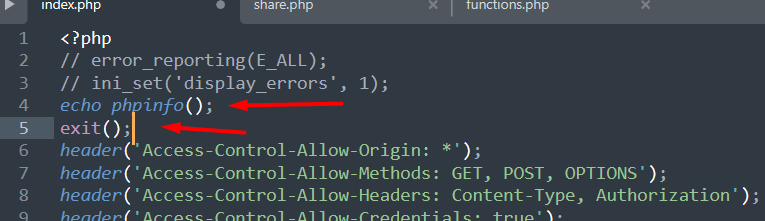 index.php share.php functions.php
1 <?php
2 // error_reporting(E_ALL);
3 // ini_set('display_errors', 1);
4 echo phpinfo();
5 exit();
6 header('Access-Control-Allow-Origin: *');
7 header('Access-Control-Allow-Methods: GET, POST, OPTIONS');
8 header('Access-Control-Allow-Headers: Content-Type, Authorization');
9 header('Access-Control-Allow-Credentials: true');